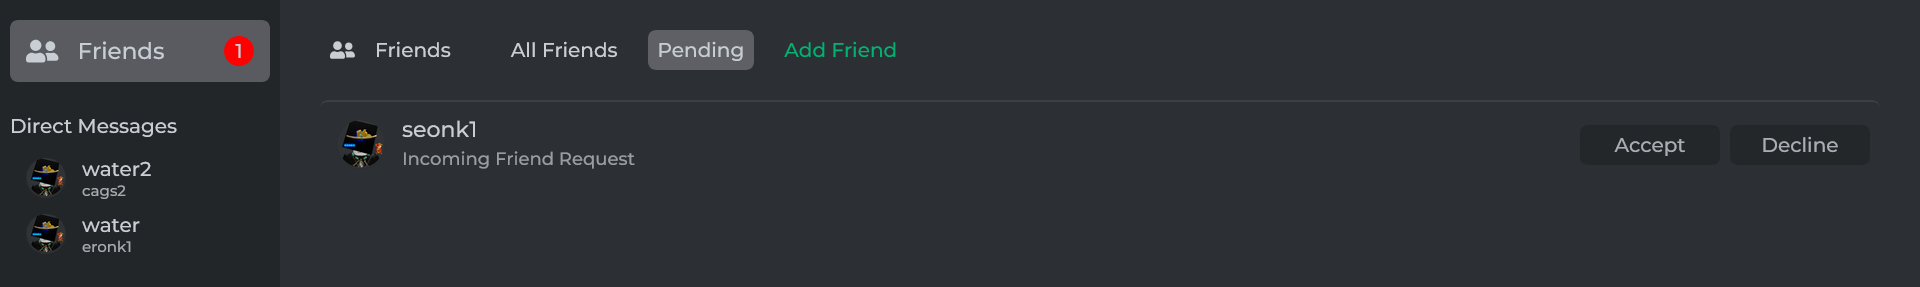 Friends 1
Direct Messages
water2
cags2
water
eronk1
Friends All Friends Pending Add Friend
seonk1
Incoming Friend Request
Accept Decline